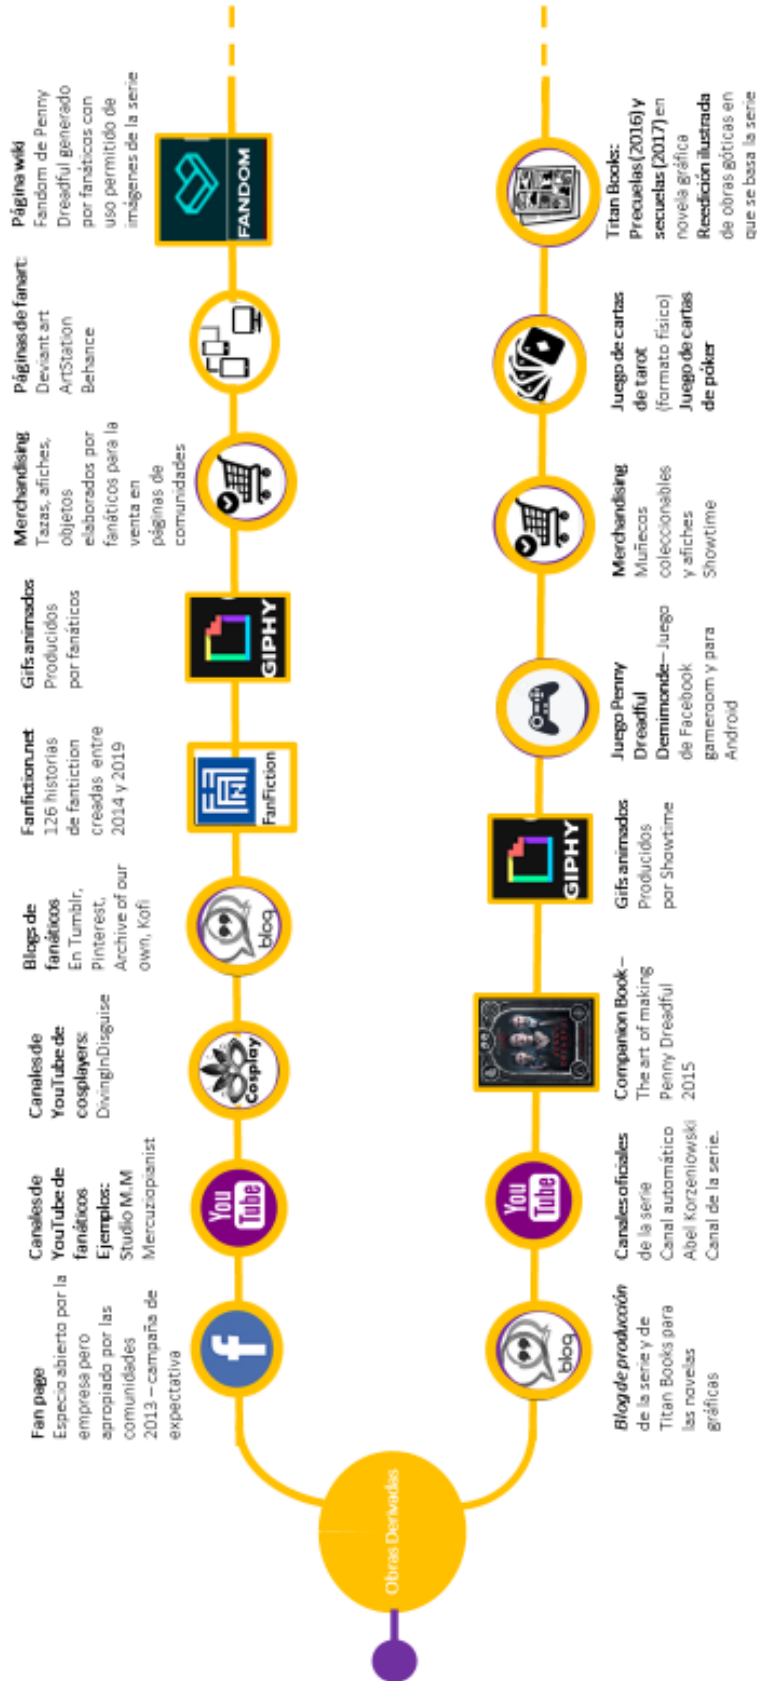 Obras Derivadas
Fan page
Especio abierto por la
empresa pero
apropiado por las
comunidades
2013 – campaña de
expectativa
Canales de
YouTube de
fanáticos
Ejemplos:
Studio M.M
Mercuziopianist
Canales de
YouTube de
cosplayers:
DivingInDisguise
Blogs de
fanáticos
En Tumblr,
Pinterest,
Archive of our
own, Kofi
Fanfiction.net
126 historias
de fantiction
creadas entre
2014 y 2019
Gifs animados
Producidos
por fanáticos
Merchandising
Tazas, afiches,
objetos
elaborados por
fanáticos para la
venta en
páginas de
comunidades
Páginas de fanart:
Deviant art
ArtStation
Behance
Página wiki
Fandom de Penny
Dreadful generado
por fanáticos con
uso permitido de
imágenes de la serie
f
You
Tube
Cosplay
blog
FanFiction
GIPHY
FANDOM
blog
You
Tube
GIPHY
Blog de producción
de la serie y de
Titan Books para
las novelas
gráficas
Canales oficiales
de la serie
Canal automático
Abel Korzeniowski
Canal de la serie.
Companion Book –
The art of making
Penny Dreadful
2015
Gifs animados
Producidos
por Showtime
Juego Penny
Dreadful
Demimonde – Juego
de Facebook
gameroom y para
Android
Merchandising
Muñecos
coleccionables
y afiches
Showtime
Juego de cartas
de tarot
(formato físico)
Juego de cartas
de póker
Titan Books:
Precuelas (2016) y
secuelas (2017) en
novela gráfica
Reedición ilustrada
de obras góticas en
que se basa la serie